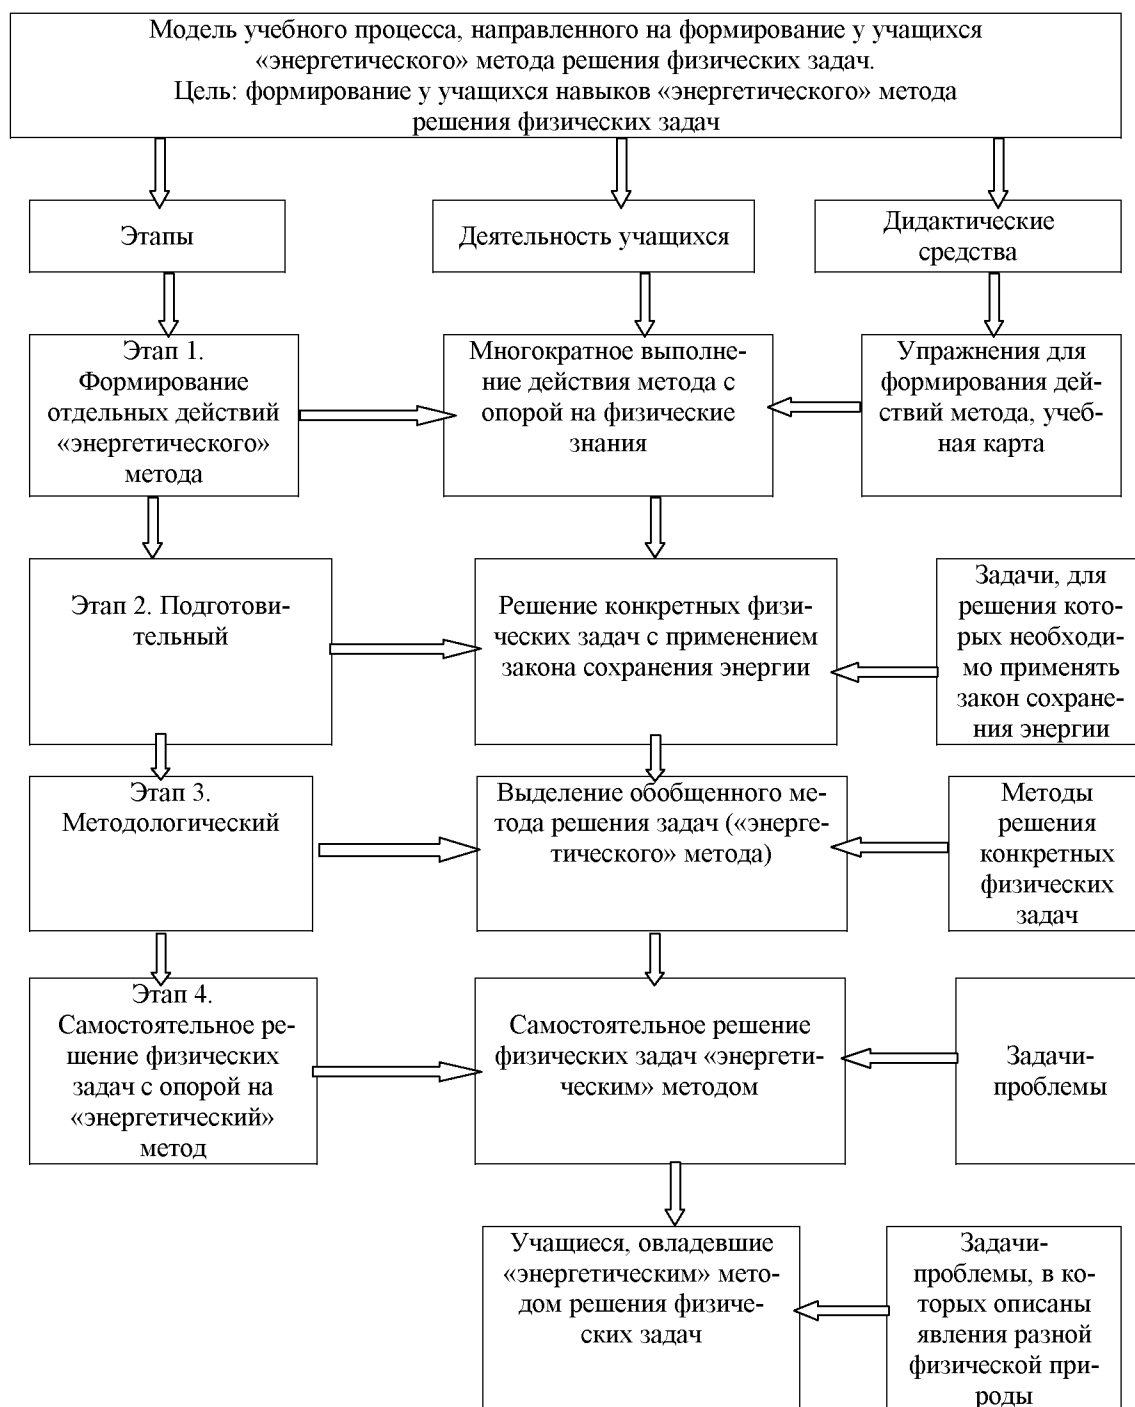 Модель учебного процесса, направленного на формирование у учащихся
«энергетического» метода решения физических задач.
Цель: формирование у учащихся навыков «энергетического» метода
решения физических задач
Этапы
Деятельность учащихся
Дидактические
средства
Этап 1.
Формирование
отдельных действий
«энергетического»
метода
Многократное выполне-
ние действия метода с
опорой на физические
знания
Упражнения для
формирования дей-
ствий метода, учеб-
ная карта
Этап 2. Подготови-
тельный
Решение конкретных физи-
ческих задач с применением
закона сохранения энергии
Задачи, для
решения кото-
рых необходи-
мо применять
закон сохране-
ния энергии
Этап 3.
Методологический
Выделение обобщенного ме-
тода решения задач («энерге-
тического» метода)
Методы
решения
конкретных
физических
задач
Этап 4.
Самостоятельное ре-
шение физических
задач с опорой на
«энергетический»
метод
Самостоятельное решение
физических задач «энергети-
ческим» методом
Задачи-
проблемы
Учащиеся, овладевшие
«энергетическим» мето-
дом решения физиче-
ских задач
Задачи-
проблемы, в ко-
торых описаны
явления разной
физической при-
роды